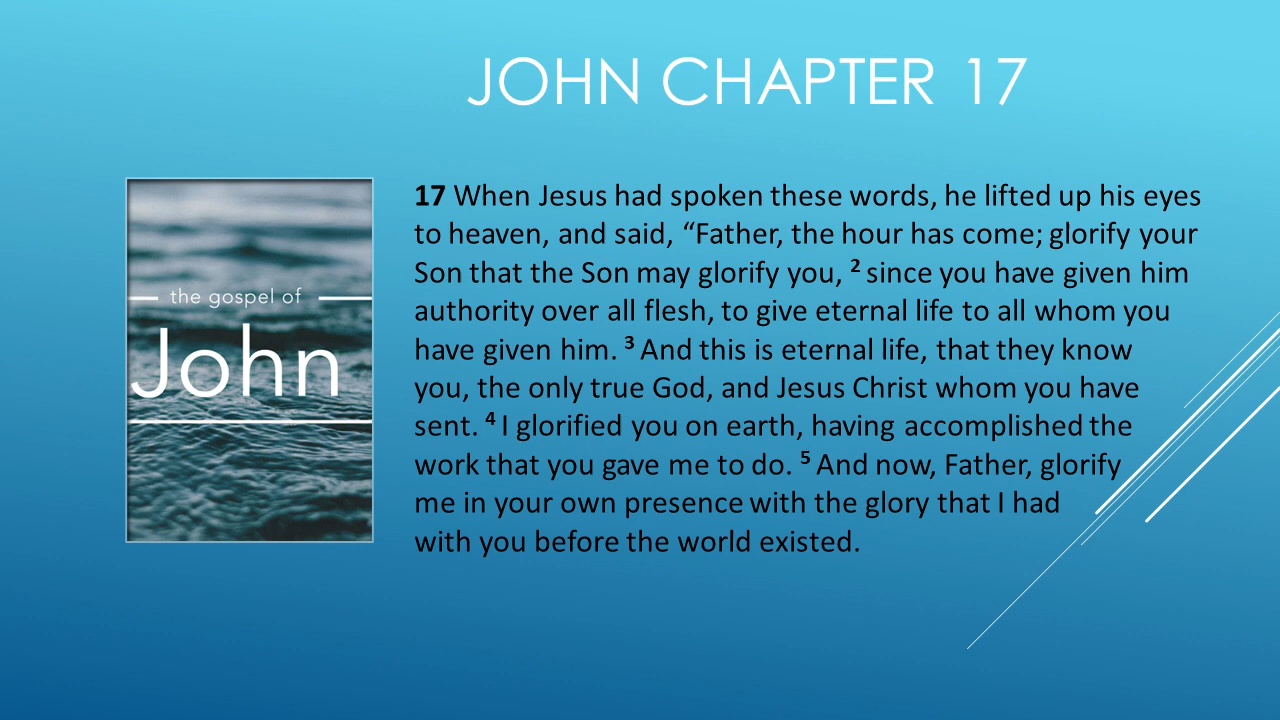 JOHN CHAPTER 17
the gospel of
John
17 When Jesus had spoken these words, he lifted up his eyes
to heaven, and said, “Father, the hour has come; glorify your
Son that the Son may glorify you, 2 since you have given him
authority over all flesh, to give eternal life to all whom you
have given him. 3 And this is eternal life, that they know
you, the only true God, and Jesus Christ whom you have
sent. 4 I glorified you on earth, having accomplished the
work that you gave me to do. 5 And now, Father, glorify
me in your own presence with the glory that I had
with you before the world existed.